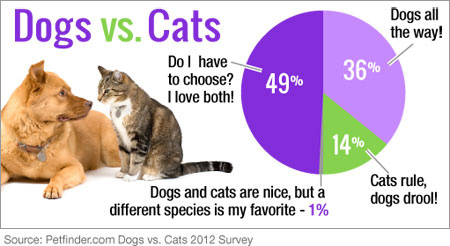 Dogs vs. Cats
Do I have
to choose?
I love both!
49%
Dogs all
the way!
36%
14%
Cats rule,
dogs drool!
Dogs and cats are nice, but a
different species is my favorite - 1%
Source: Petfinder.com Dogs vs. Cats 2012 Survey